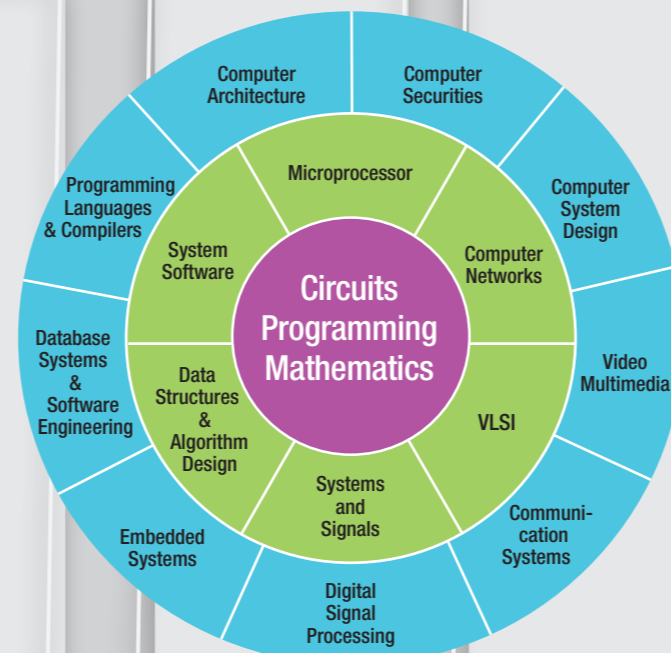 Computer
Architecture
Computer
Securities
Computer
System
Design
Video
Multimedia
Communi-
cation
Systems
Digital
Signal
Processing
Embedded
Systems
Database
Systems
&
Software
Engineering
Programming
Languages
& Compilers
Microprocessor
Computer
Networks
VLSI
Systems
and
Signals
Data
Structures
&
Algorithm
Design
System
Software
Circuits
Programming
Mathematics